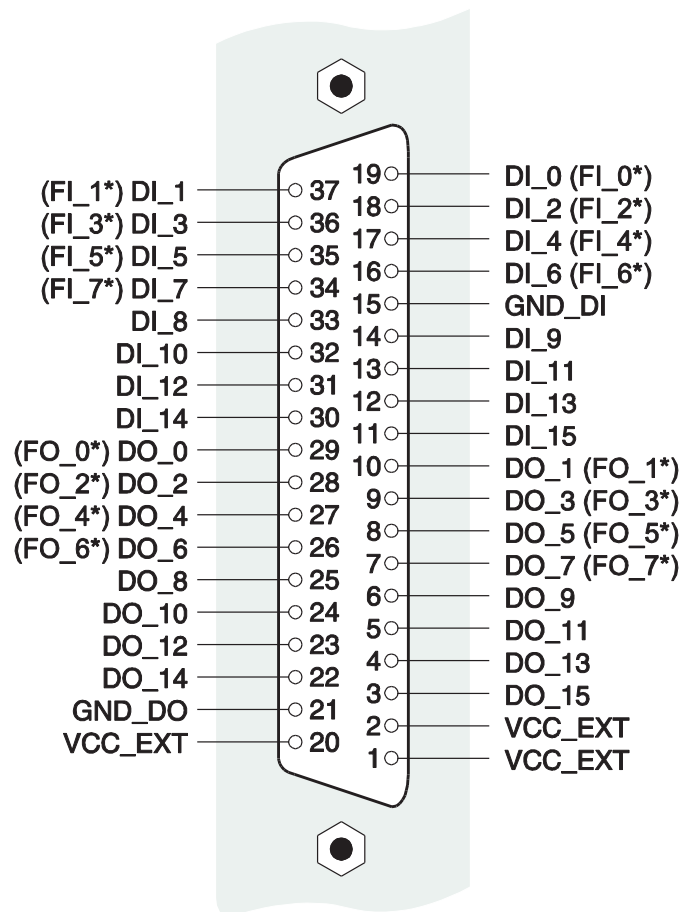 (FI_1*) DI_1 37
(FI_3*) DI_3 36
(FI_5*) DI_5 35
(FI_7*) DI_7 34
DI_8 33
DI_10 32
DI_12 31
DI_14 30
(FO_0*) DO_0 29
(FO_2*) DO_2 28
(FO_4*) DO_4 27
(FO_6*) DO_6 26
DO_8 25
DO_10 24
DO_12 23
DO_14 22
GND_DO 21
VCC_EXT 20
19 DI_0 (FI_0*)
18 DI_2 (FI_2*)
17 DI_4 (FI_4*)
16 DI_6 (FI_6*)
15 GND_DI
14 DI_9
13 DI_11
12 DI_13
11 DI_15
10 DO_1 (FO_1*)
9 DO_3 (FO_3*)
8 DO_5 (FO_5*)
7 DO_7 (FO_7*)
6 DO_9
5 DO_11
4 DO_13
3 DO_15
2 VCC_EXT
1 VCC_EXT